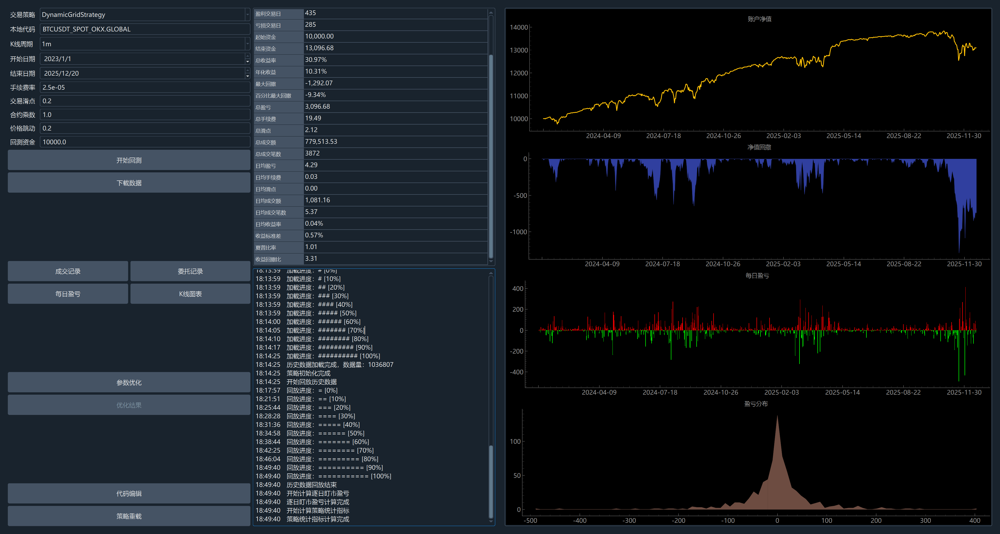 交易策略 DynamicGridStrategy
本地代码 BTCUSDT_SPOT_OKX.GLOBAL
K线周期 1m
开始日期 2023/1/1
结束日期 2025/12/20
手续费率 2.5e-05
交易滑点 0.2
合约乘数 1.0
价格跳动 0.2
回测资金 10000.0
开始回测
下载数据
成交记录 委托记录
每日盈亏 K线图表
参数优化
优化结果
代码编辑
策略重载
盈利交易日 435
亏损交易日 285
起始资金 10,000.00
结束资金 13,096.68
总收益率 30.97%
年化收益 10.31%
最大回撤 -1,292.07
百分比最大回撤 -9.34%
总盈亏 3,096.68
总手续费 19.49
总滑点 2.12
总成交额 779,513.53
总成交笔数 3872
日均盈亏 4.29
日均手续费 0.03
日均滑点 0.00
日均成交额 1,081.16
日均成交笔数 5.37
日均收益率 0.04%
收益标准差 0.57%
夏普比率 1.01
收益回撤比 3.31
18:13:59 加载进度：# [0%]
18:13:59 加载进度：# [10%]
18:13:59 加载进度：## [20%]
18:13:59 加载进度：### [30%]
18:13:59 加载进度：#### [40%]
18:13:59 加载进度：##### [50%]
18:14:00 加载进度：###### [60%]
18:14:05 加载进度：####### [70%]
18:14:10 加载进度：######## [80%]
18:14:17 加载进度：######### [90%]
18:14:25 加载进度：########## [100%]
18:14:25 历史数据加载完成，数据量：1036807
18:14:25 策略初始化完成
18:14:25 开始回放历史数据
18:17:57 回放进度：= [0%]
18:21:51 回放进度：== [10%]
18:25:44 回放进度：=== [20%]
18:28:28 回放进度：==== [30%]
18:31:36 回放进度：===== [40%]
18:34:58 回放进度：====== [50%]
18:38:44 回放进度：======= [60%]
18:42:25 回放进度：======== [70%]
18:46:04 回放进度：========= [80%]
18:49:40 回放进度：========== [90%]
18:49:40 回放进度：=========== [100%]
18:49:40 历史数据回放结束
18:49:40 开始计算逐日盯市盈亏
18:49:40 逐日盯市盈亏计算完成
18:49:40 开始计算策略统计指标
18:49:40 策略统计指标计算完成
账户净值
14000
13000
12000
11000
10000
2024-04-09 2024-07-18 2024-10-26 2025-02-03 2025-05-14 2025-08-22 2025-11-30
净值回撤
0
-500
-1000
2024-04-09 2024-07-18 2024-10-26 2025-02-03 2025-05-14 2025-08-22 2025-11-30
每日盈亏
400
200
0
-200
-400
2024-04-09 2024-07-18 2024-10-26 2025-02-03 2025-05-14 2025-08-22 2025-11-30
盈亏分布
100
50
0
-500 -400 -300 -200 -100 0 100 200 300 400